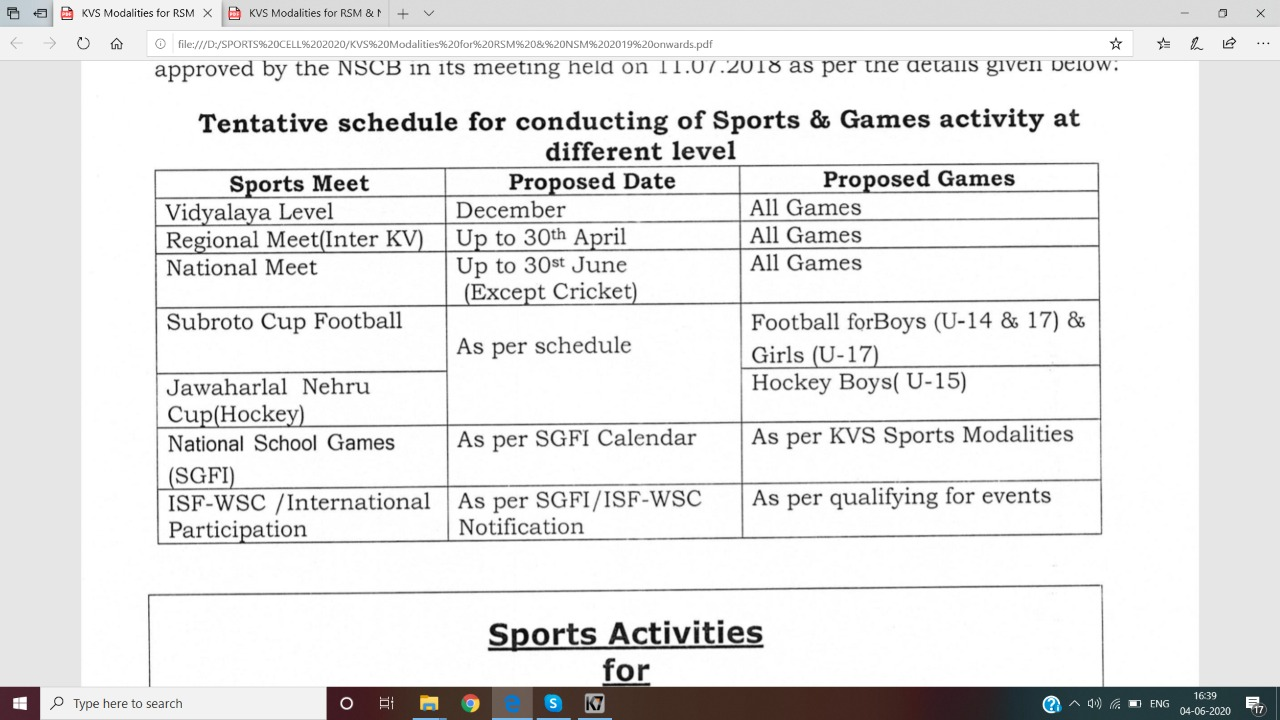 KVS Modalities for RSM
KVS Modalities for RSM &
file:///D:/SPORTS%20CELL%202020/KVS%20Modalities%20for%20RSM%20&%20NSM%202019%20onwards.pdf
approved by the NSCB in its meeting held on 11.07.2018 as per the details given below:
Tentative schedule for conducting of Sports & Games activity at
different level
Sports Meet Proposed Date Proposed Games
Vidyalaya Level December All Games
Regional Meet(Inter KV) Up to 30th April All Games
National Meet Up to 30st June All Games
(Except Cricket)
Subroto Cup Football As per schedule Football forBoys (U-14 & 17) &
Girls (U-17)
Jawaharlal Nehru Hockey Boys( U-15)
Cup(Hockey)
National School Games As per SGFI Calendar As per KVS Sports Modalities
(SGFI)
ISF-WSC /International As per SGFI/ISF-WSC As per qualifying for events
Participation Notification
Sports Activities
for
Type here to search
ENG
16:39
04-06-2020
17